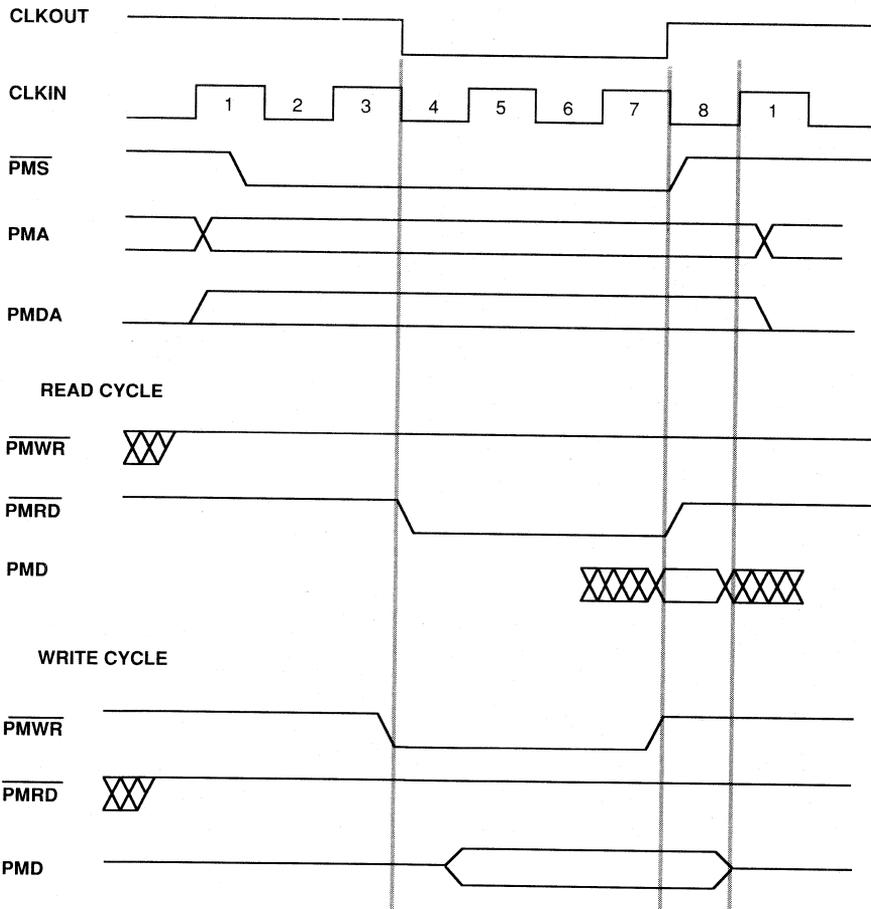 CLKOUT
CLKIN 1 2 3 4 5 6 7 8 1
PMS
PMA
PMDA
READ CYCLE
PMWR
PMRD
PMD
WRITE CYCLE
PMWR
PMRD
PMD